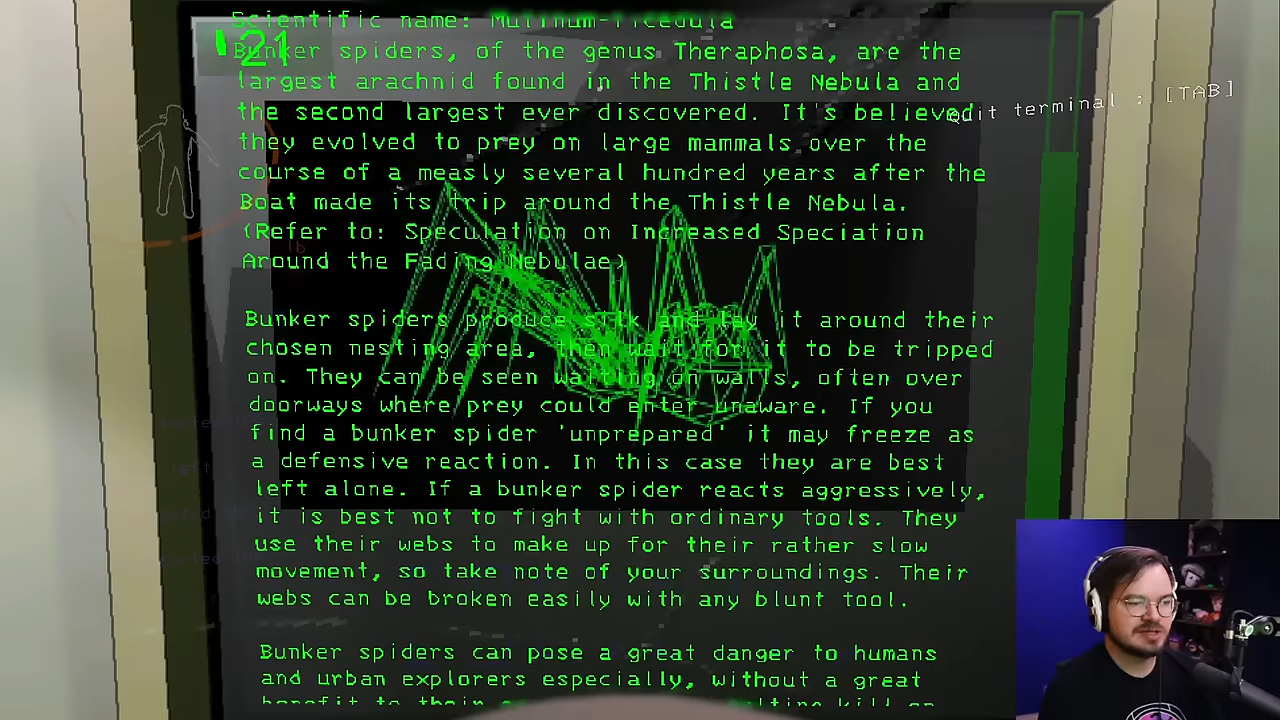 Scientific name:
21
Bunker spiders, of the genus Theraphosa, are the
largest arachnid found in the Thistle Nebula and
the second largest ever discovered. It's believed
Quit terminal : [TAB]
they evolved to prey on large mammals over the
course of a measly several hundred years after the
Boat made its trip around the Thistle Nebula.
(Refer to: Speculation on Increased Speciation
Around the Fading Nebulae)
Bunker spiders produce silk and lay it around their
chosen nesting area, then wait for it to be tripped
on. They can be seen waiting on walls, often over
doorways where prey could enter unaware. If you
find a bunker spider 'unprepared' it may freeze as
a defensive reaction. In this case they are best
left alone. If a bunker spider reacts aggressively,
it is best not to fight with ordinary tools. They
use their webs to make up for their rather slow
movement, so take note of your surroundings. Their
webs can be broken easily with any blunt tool.
Bunker spiders can pose a great danger to humans
and urban explorers especially, without a great
benefit to their